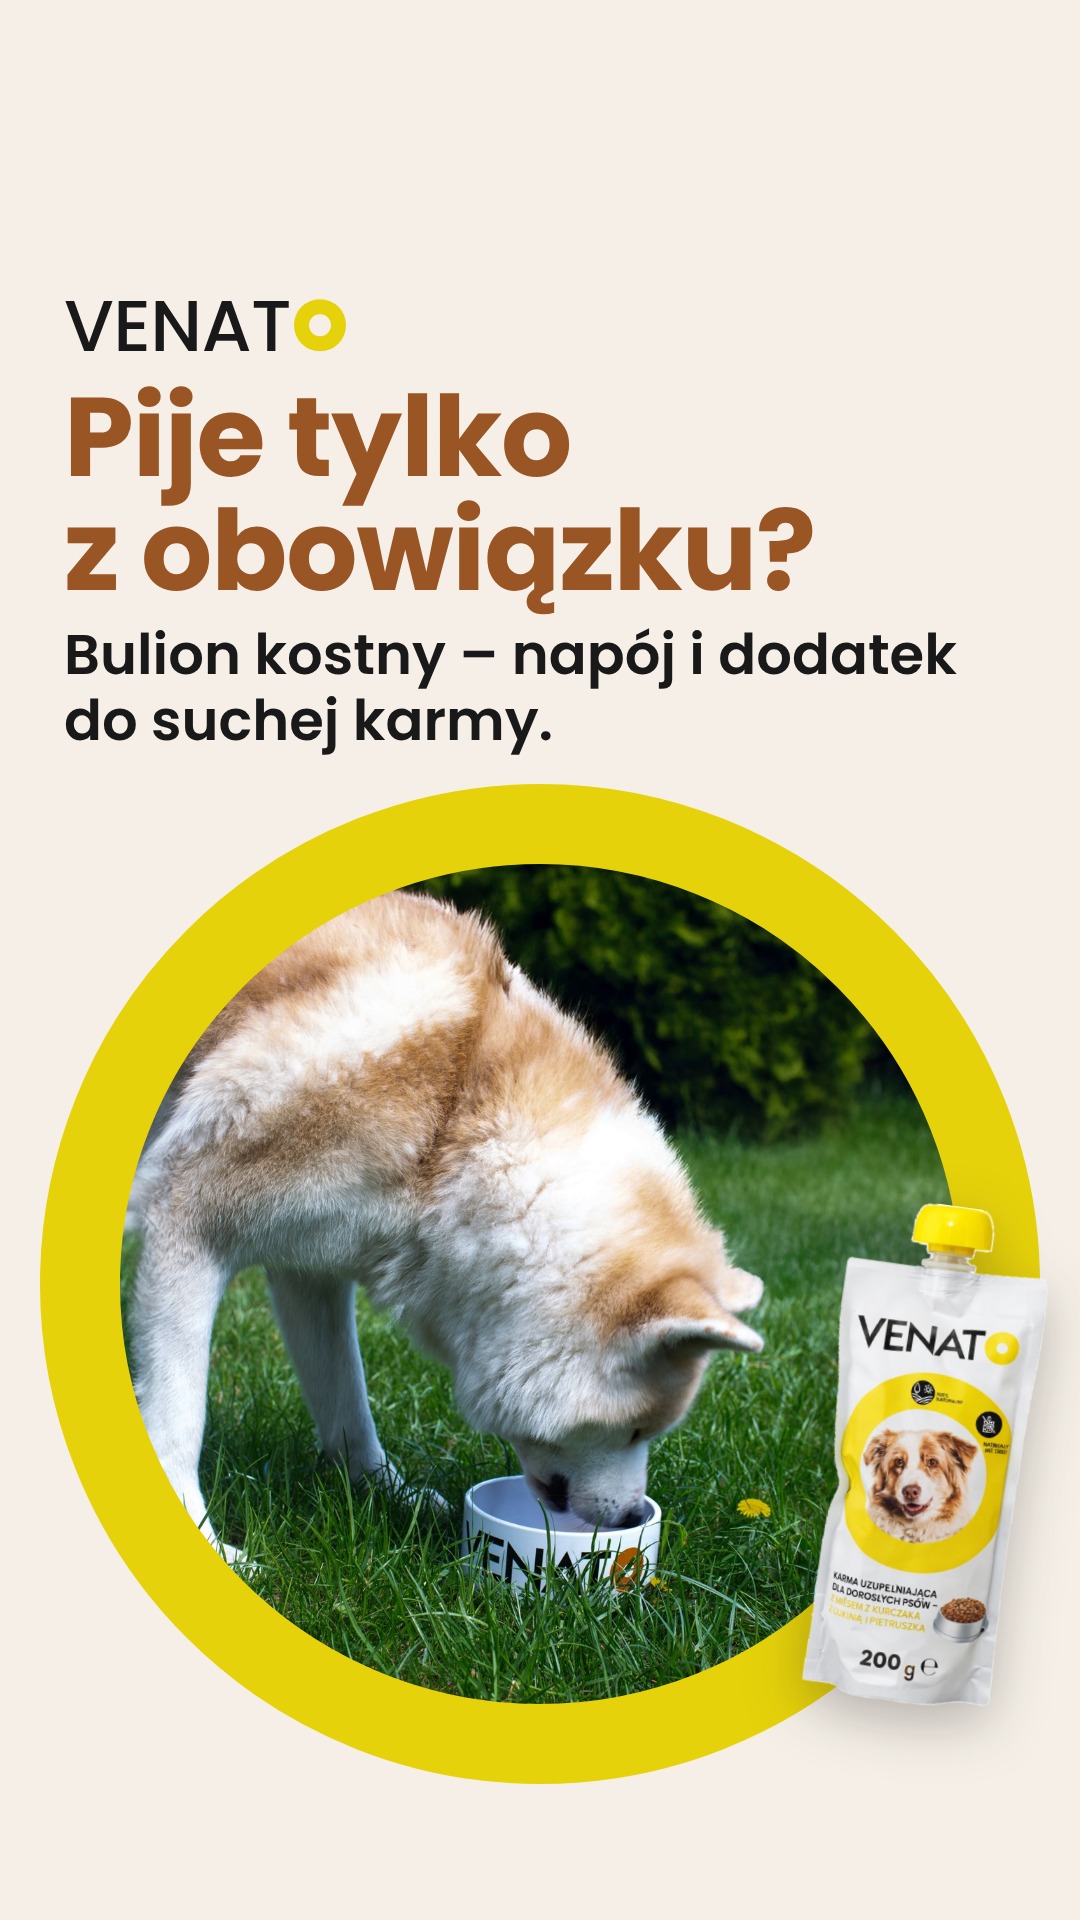 VENATO
Pije tylko
z obowiązku?
Bulion kostny – napój i dodatek
do suchej karmy.
VENATO
VENATO
KARMA UZUPEŁNIAJĄCA
DLA DOROSŁYCH PSÓW –
Z MIĘSEM Z KURCZAKA
I PIETRUSZKĄ
200 g ℮